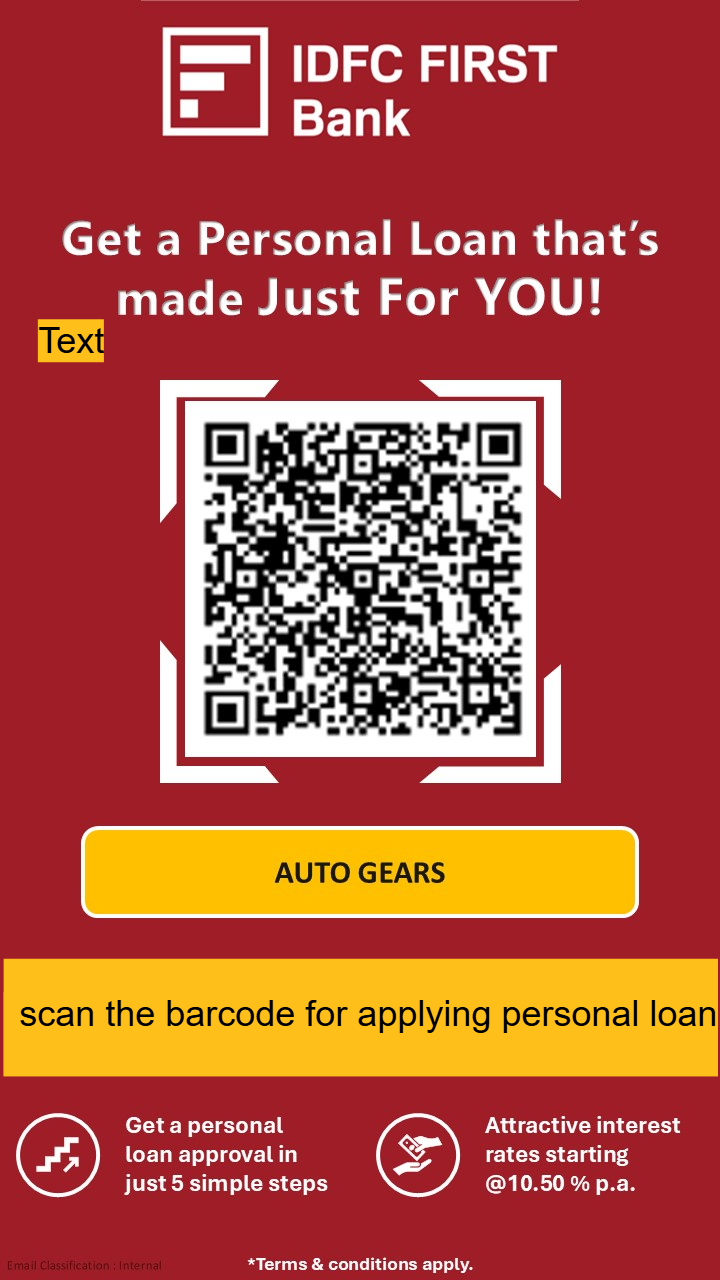 IDFC FIRST
Bank
Get a Personal Loan that's
made Just For YOU!
Text
AUTO GEARS
scan the barcode for applying personal loan
Get a personal
loan approval in
just 5 simple steps
Attractive interest
rates starting
@10.50 % p.a.
Email Classification : Internal
*Terms & conditions apply.